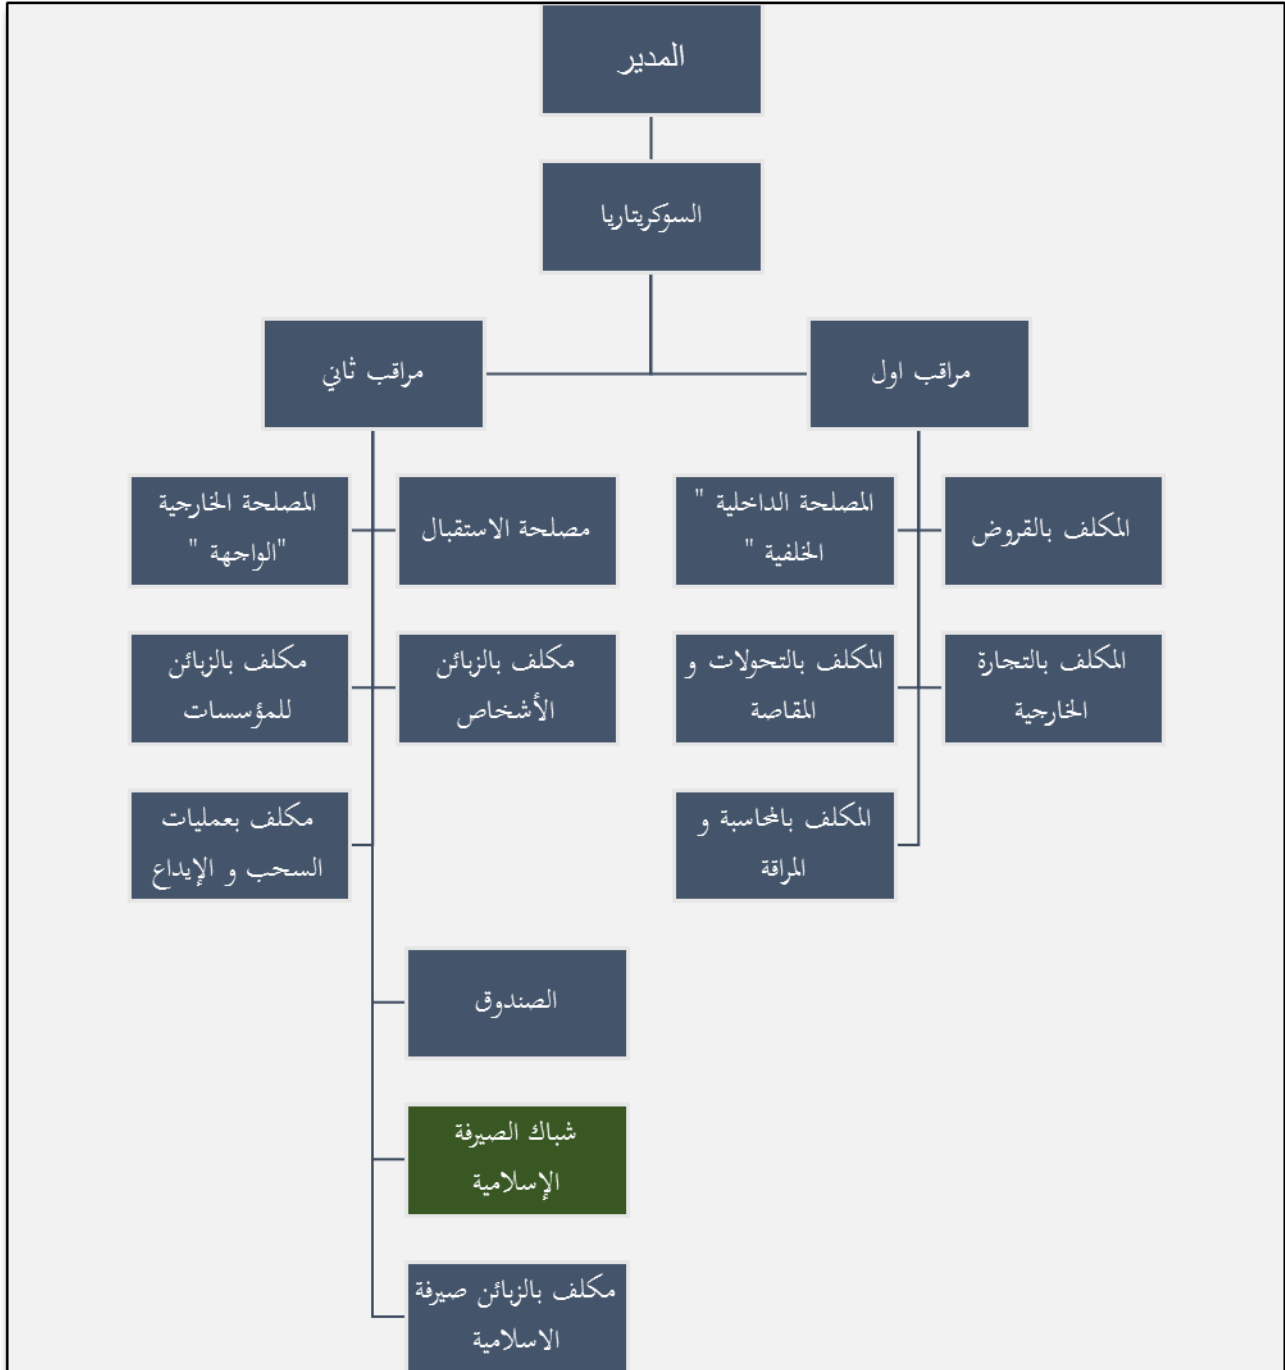 المدير
السوكريتاريا
مراقب اول
مراقب ثاني
المكلف بالقروض
المصلحة الداخلية "
الخلفية "
مصلحة الاستقبال
المصلحة الخارجية
"الواجهة "
المكلف بالتجارة
الخارجية
المكلف بالتحولات و
المقاصة
مكلف بالزبائن
الأشخاص
مكلف بالزبائن
للمؤسسات
المكلف بالمحاسبة و
المراقة
مكلف بعمليات
السحب و الإيداع
الصندوق
شباك الصيرفة
الإسلامية
مكلف بالزبائن صيرفة
الاسلامية